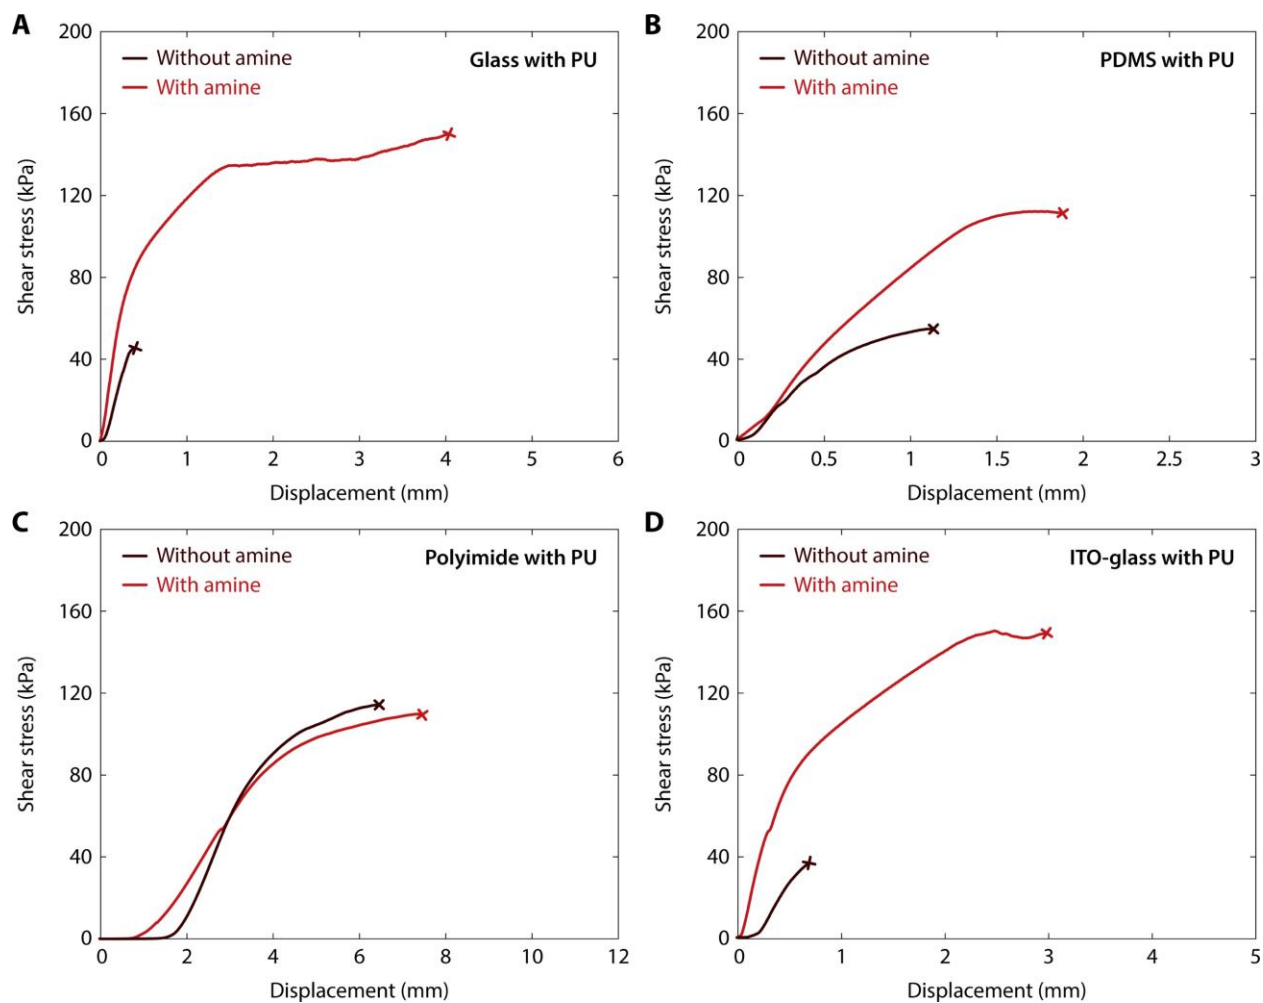 A
Without amine
With amine
Glass with PU
Shear stress (kPa)
200
160
120
80
40
0
0 1 2 3 4 5 6
Displacement (mm)
B
Without amine
With amine
PDMS with PU
Shear stress (kPa)
200
160
120
80
40
0
0 0.5 1 1.5 2 2.5 3
Displacement (mm)
C
Without amine
With amine
Polyimide with PU
Shear stress (kPa)
200
160
120
80
40
0
0 2 4 6 8 10 12
Displacement (mm)
D
Without amine
With amine
ITO-glass with PU
Shear stress (kPa)
200
160
120
80
40
0
0 1 2 3 4 5
Displacement (mm)